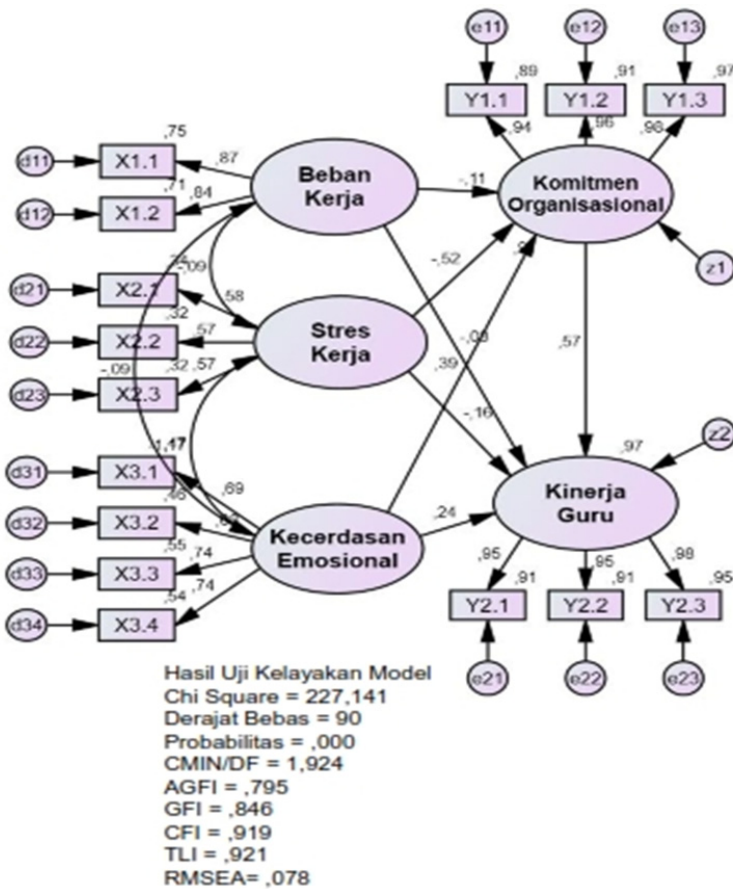 e11 e12 e13
,89 ,91 ,97
Y1.1 Y1.2 Y1.3
,94 ,96 ,98
,75
d11 X1.1 ,87
,71
d12 X1.2 ,84
Beban
Kerja
-,11
Komitmen
Organisasional
z1
-,09
d21 X2.1 ,58
,32
d22 X2.2 ,57
,32 ,57
d23 X2.3
-,09
Stres
Kerja
-,52
-,03
,39
,57
-,16
d31 X3.1 ,69
,46
d32 X3.2
,55 ,74
d33 X3.3
,54 ,74
d34 X3.4
Kecerdasan
Emosional
,24
,97
z2
Kinerja
Guru
,95 ,95 ,98
,91 ,91 ,95
Y2.1 Y2.2 Y2.3
e21 e22 e23
Hasil Uji Kelayakan Model
Chi Square = 227,141
Derajat Bebas = 90
Probabilitas = ,000
CMIN/DF = 1,924
AGFI = ,795
GFI = ,846
CFI = ,919
TLI = ,921
RMSEA= ,078